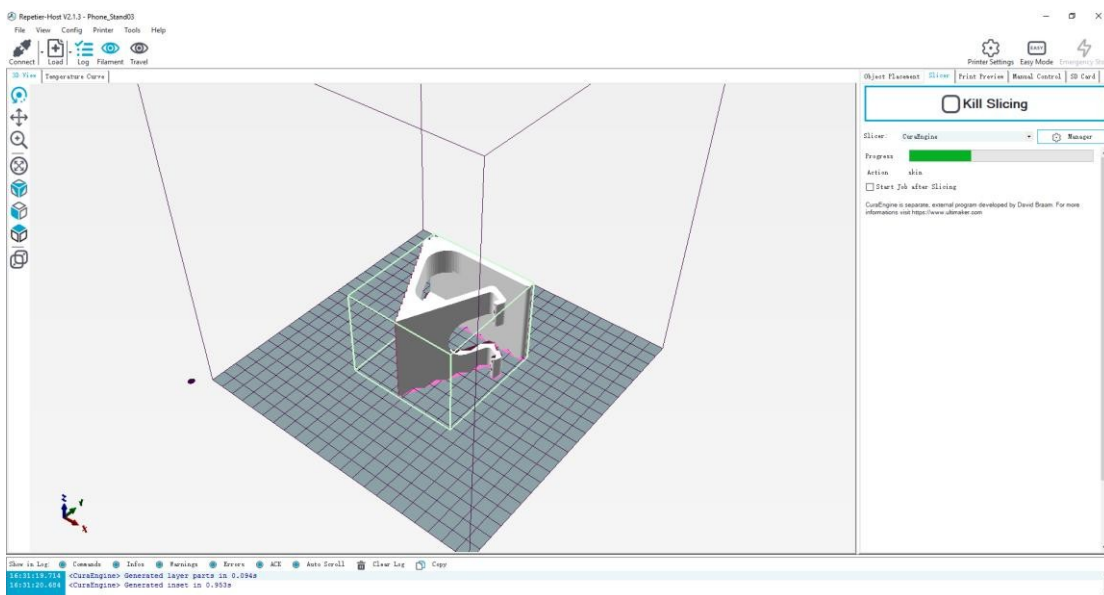 Repetier-Host V2.1.3 - Phone_Stand03
File View Config Printer Tools Help
Connect Load Log Filament Travel
Printer Settings Easy Mode Emergency Sto
EASY
3D View Temperature Curve
Object Placement Slicer Print Preview Manual Control SD Card
Kill Slicing
Slicer: CuraEngine Manager
Progress
Action skin
Start Job after Slicing
CuraEngine is separate, external program developed by David Braam. For more
informations visit https://www.ultimaker.com
Z Y X
Show in Log: Commands Infos Warnings Errors ACK Auto Scroll Clear Log Copy
16:31:19.714 <CuraEngine> Generated layer parts in 0.094s
16:31:20.684 <CuraEngine> Generated inset in 0.953s